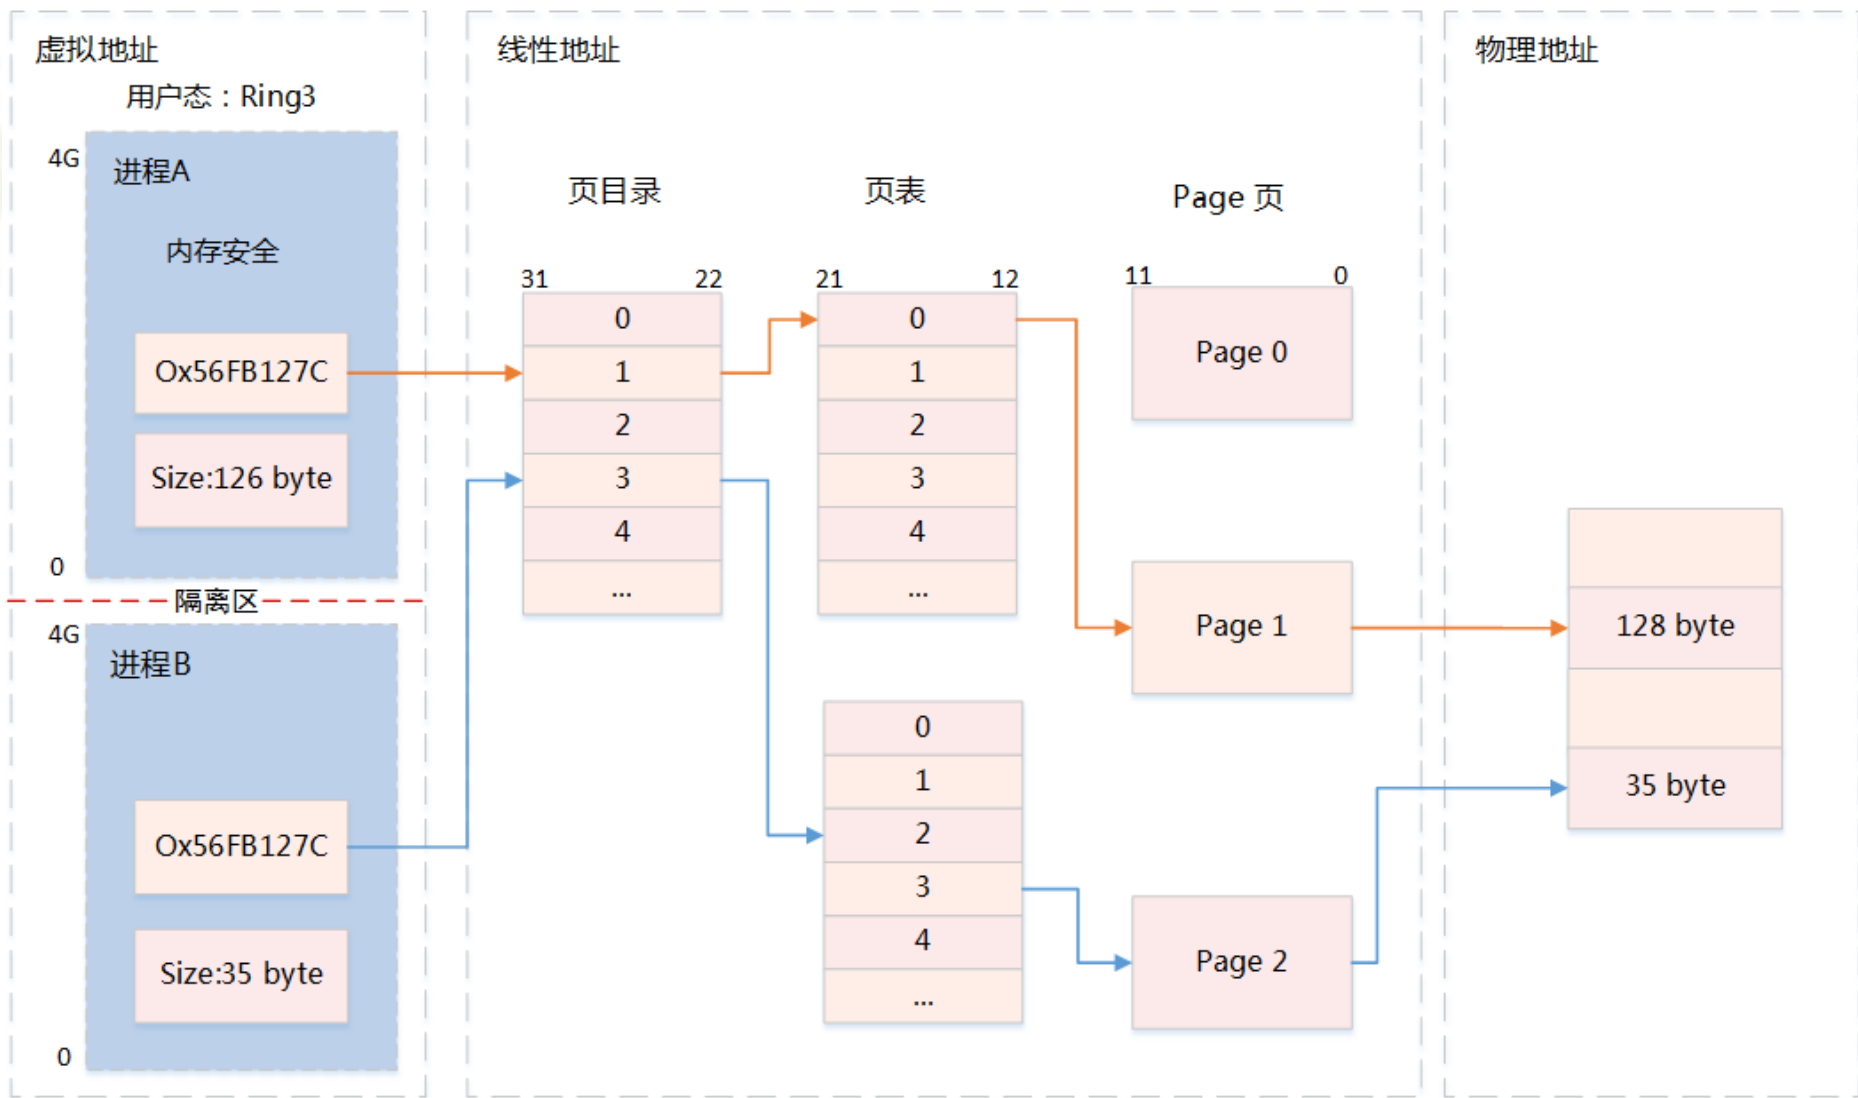 虚拟地址
用户态：Ring3
4G
进程A
内存安全
Ox56FB127C
Size:126 byte
0
隔离区
4G
进程B
Ox56FB127C
Size:35 byte
0
线性地址
页目录
31 22
0
1
2
3
4
...
页表
21 12
0
1
2
3
4
...
0
1
2
3
4
...
Page 页
11 0
Page 0
Page 1
Page 2
物理地址
128 byte
35 byte